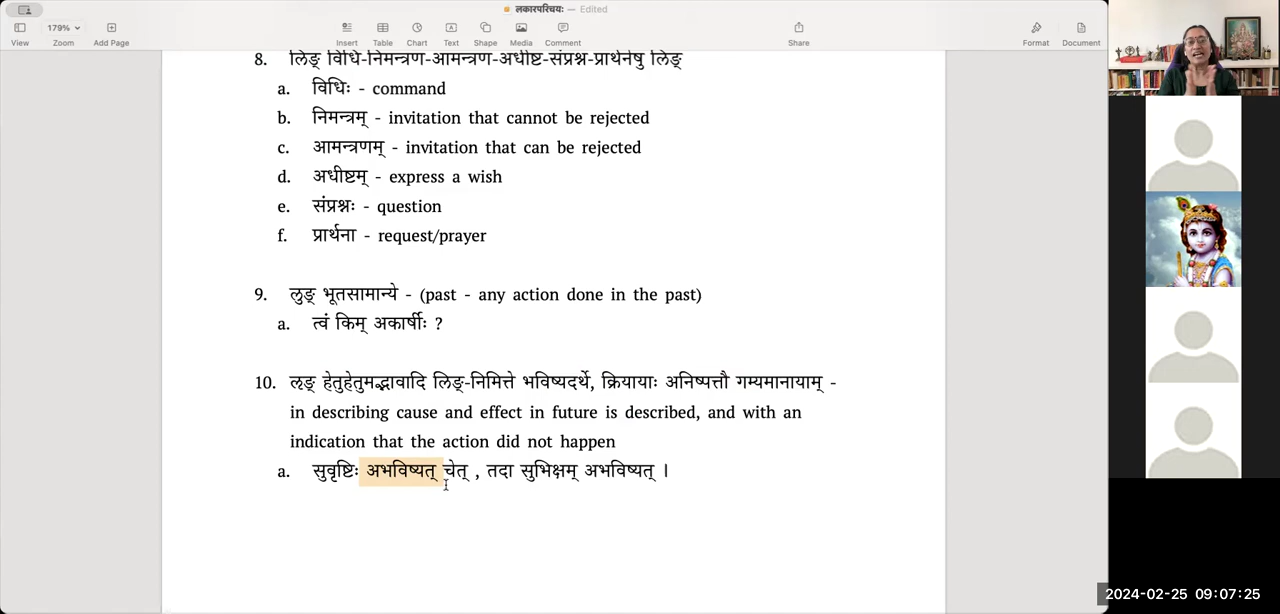 लकारपरिचयः — Edited
179%
View Zoom Add Page Insert Table Chart Text Shape Media Comment Share Format Document
8. लिङ् विधि-निमन्त्रण-आमन्त्रण-अधीष्ट-संप्रश्न-प्रार्थनेषु लिङ्
a. विधिः - command
b. निमन्त्रम् - invitation that cannot be rejected
c. आमन्त्रणम् - invitation that can be rejected
d. अधीष्टम् - express a wish
e. संप्रश्नः - question
f. प्रार्थना - request/prayer
9. लुङ् भूतसामान्ये - (past - any action done in the past)
a. त्वं किम् अकार्षीः ?
10. लृङ् हेतुहेतुमद्भावादि लिङ्-निमित्ते भविष्यदर्थे, क्रियायाः अनिष्पत्तौ गम्यमानायाम् -
in describing cause and effect in future is described, and with an
indication that the action did not happen
a. सुवृष्टिः अभविष्यत् चेत् , तदा सुभिक्षम् अभविष्यत् ।
2024-02-25 09:07:25